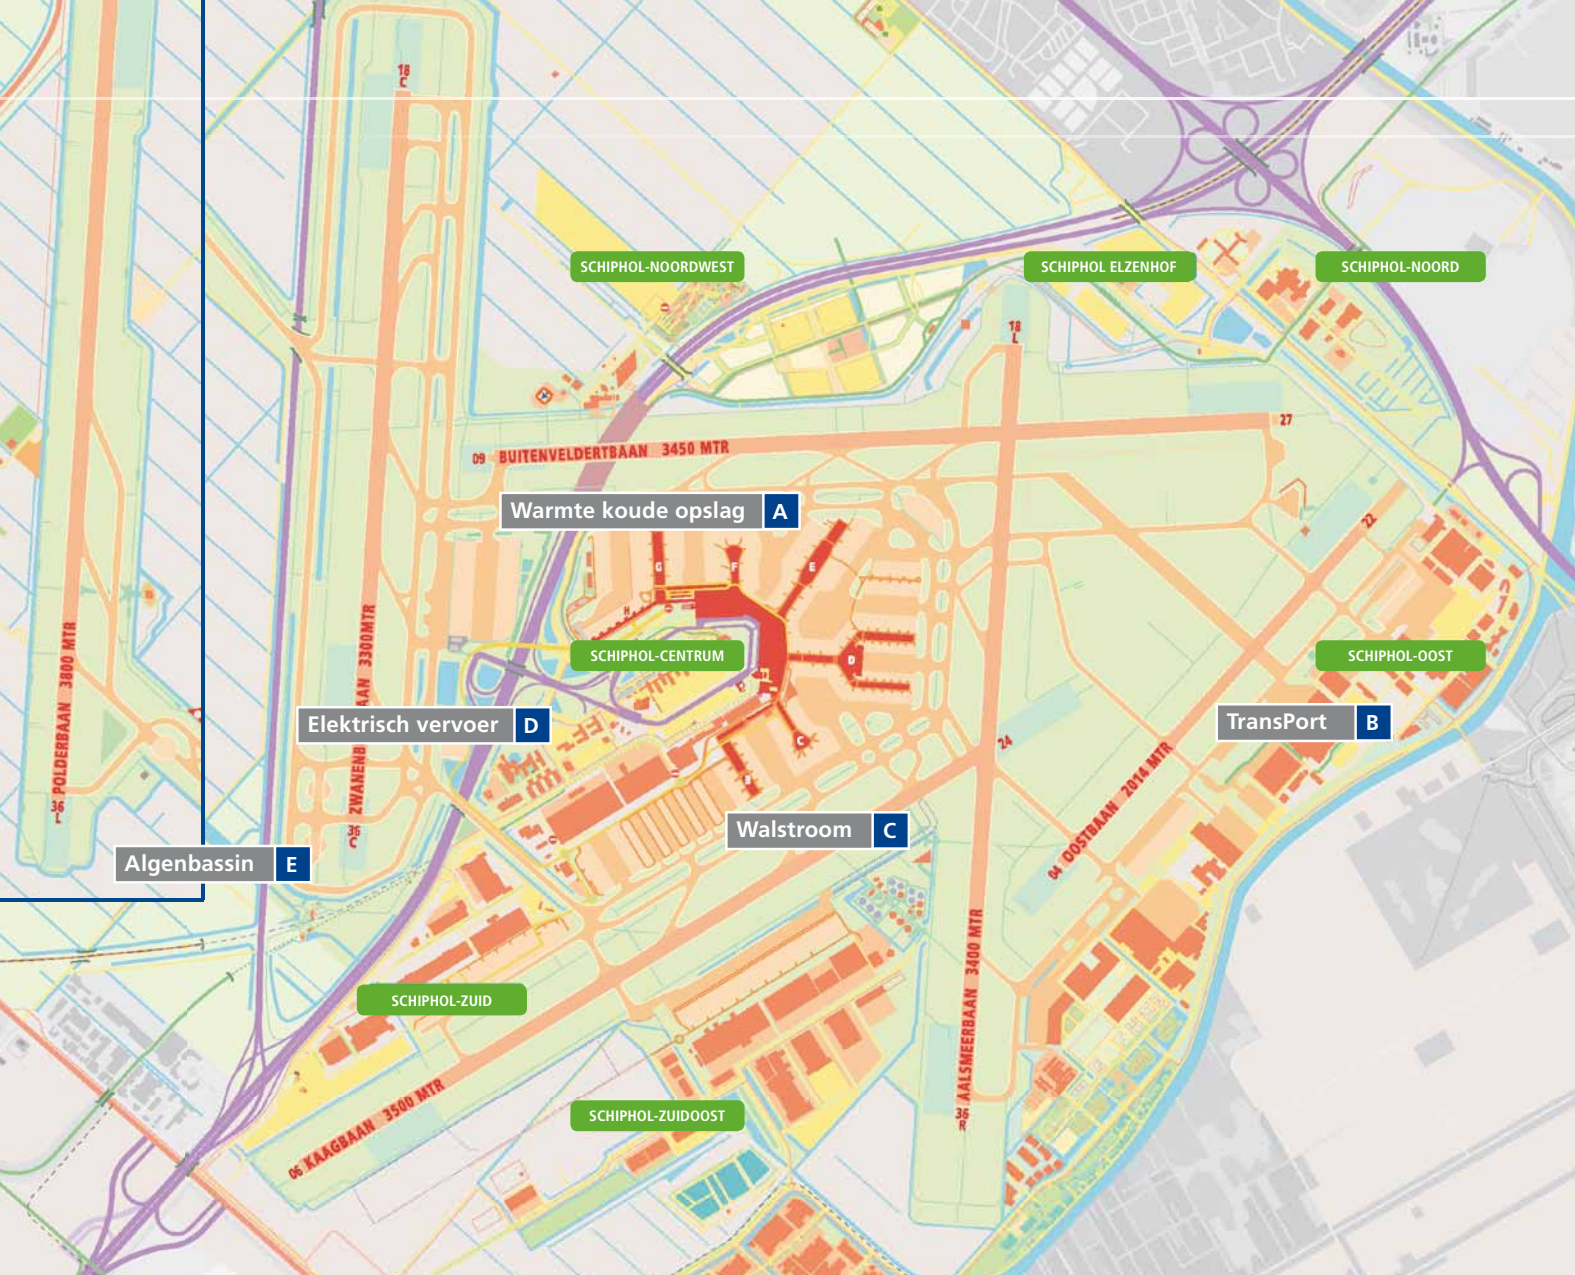 18
C
SCHIPHOL-NOORDWEST
SCHIPHOL ELZENHOF
SCHIPHOL-NOORD
18
L
27
09 BUITENVELDERTBAAN 3450 MTR
Warmte koude opslag A
22
G
F
E
H
SCHIPHOL-CENTRUM
D
SCHIPHOL-OOST
POLDERBAAN 3800 MTR
36
L
ZWANENB AAN 3300MTR
36
C
Elektrisch vervoer D
TransPort B
24
C
B
OOSTBAAN 2014 MTR
04
Walstroom C
Algenbassin E
AALSMEERBAAN 3400 MTR
36
R
SCHIPHOL-ZUID
06 KAAGBAAN 3500 MTR
SCHIPHOL-ZUIDOOST